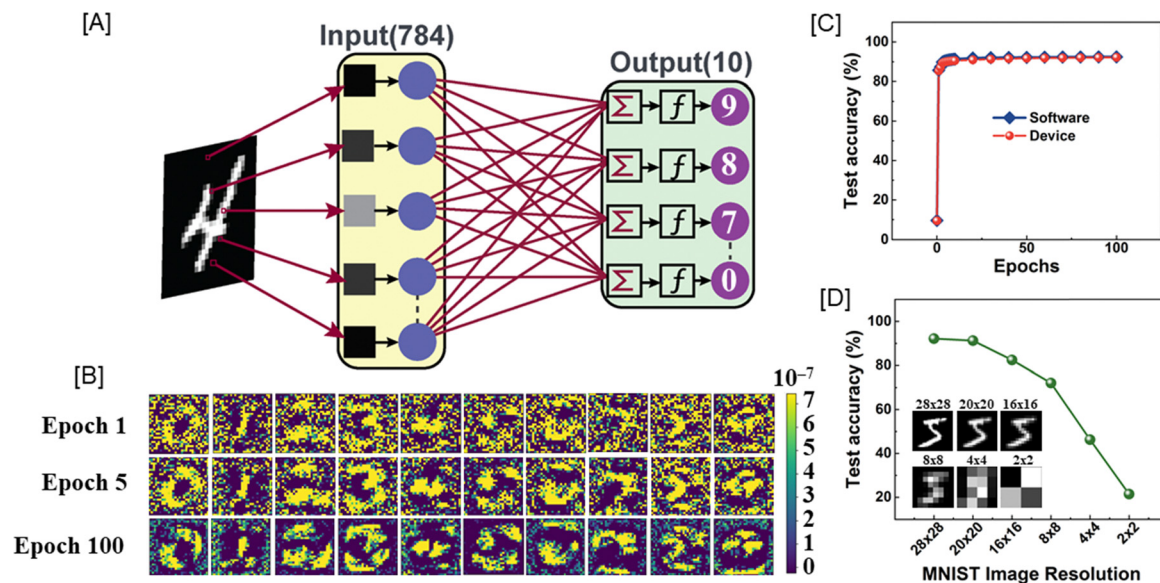 [A]
Input(784)
Output(10)
Σ f 9
Σ f 8
Σ f 7
Σ f 0
[B]
Epoch 1
Epoch 5
Epoch 100
10⁻⁷
7
6
5
4
3
2
1
0
[C]
Test accuracy (%)
100
80
60
40
20
0
Software
Device
0 50 100
Epochs
[D]
Test accuracy (%)
100
80
60
40
20
28x28 20x20 16x16
8x8 4x4 2x2
28x28 20x20 16x16 8x8 4x4 2x2
MNIST Image Resolution